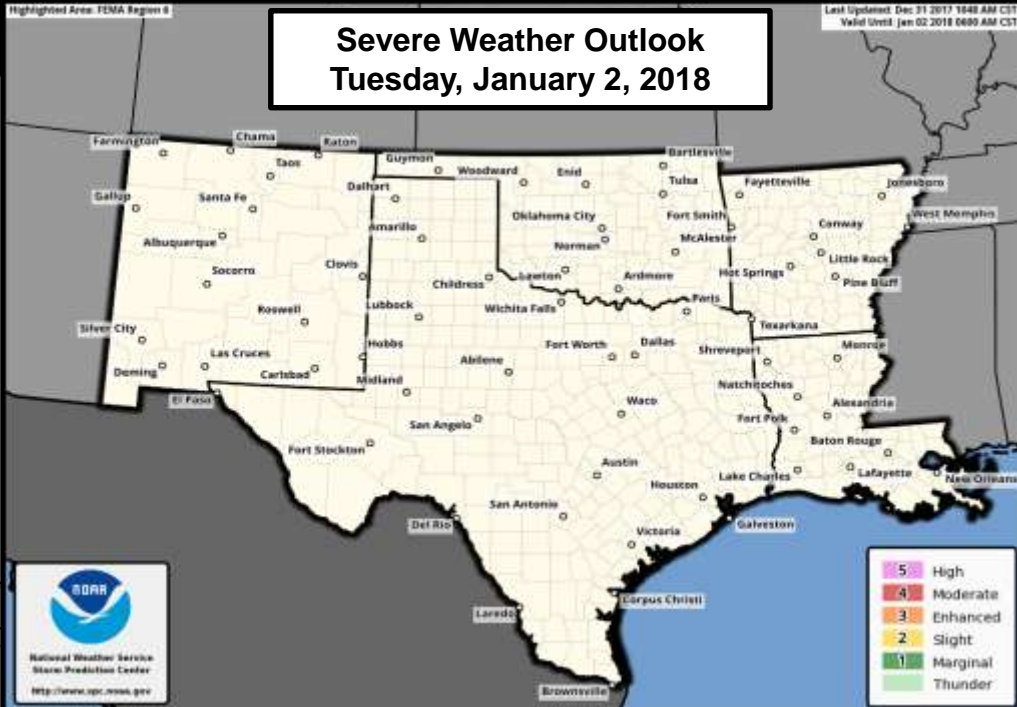 Highlighted Area: FEMA Region 6
Last Updated: Dec 31 2017 1048 AM CST
Valid Until: Jan 02 2018 0600 AM CST
Severe Weather Outlook
Tuesday, January 2, 2018
Farmington
Chama
Raton
Taos
Gallup
Santa Fe
Albuquerque
Socorro
Clovis
Roswell
Silver City
Las Cruces
Deming
Carlsbad
Hobbs
El Paso
Guymon
Woodward
Enid
Bartlesville
Tulsa
Oklahoma City
Norman
McAlester
Lawton
Ardmore
Fayetteville
Jonesboro
Fort Smith
Conway
West Memphis
Little Rock
Hot Springs
Pine Bluff
Texarkana
Dalhart
Amarillo
Childress
Lubbock
Wichita Falls
Paris
Fort Worth
Dallas
Abilene
Midland
Waco
San Angelo
Fort Stockton
Austin
Houston
San Antonio
Del Rio
Victoria
Galveston
Laredo
Corpus Christi
Brownsville
Shreveport
Monroe
Natchitoches
Alexandria
Fort Polk
Baton Rouge
Lake Charles
Lafayette
New Orleans
NOAA
National Weather Service
Storm Prediction Center
http://www.spc.noaa.gov
5 High
4 Moderate
3 Enhanced
2 Slight
1 Marginal
Thunder